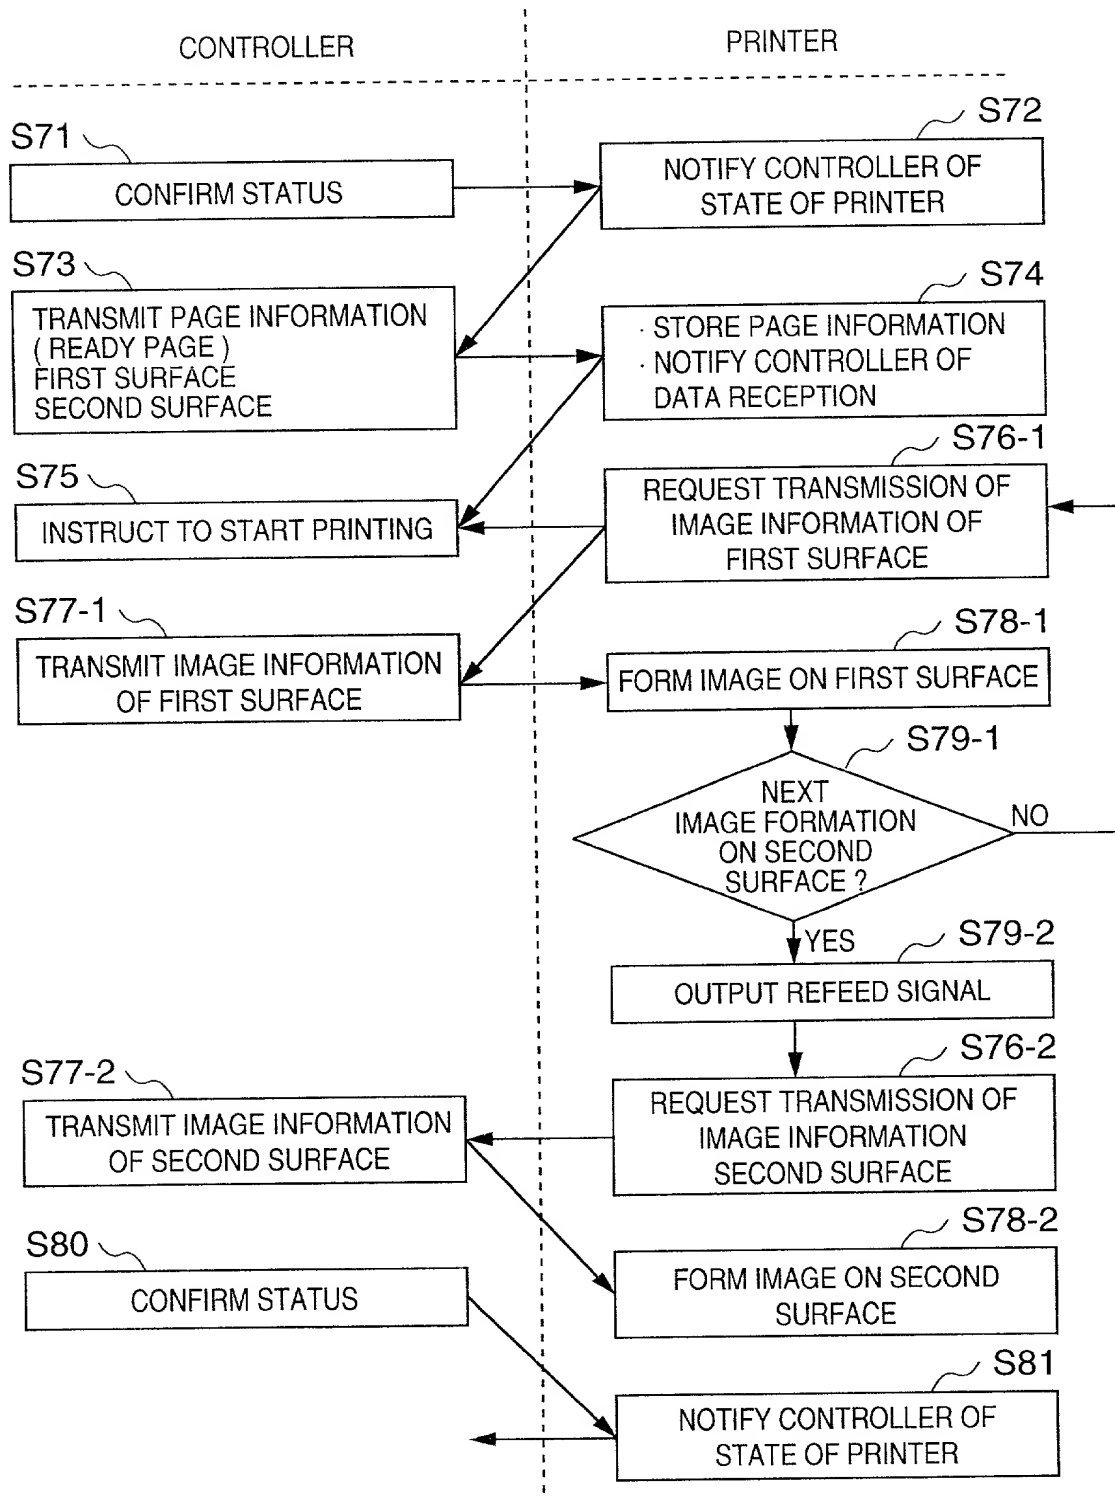 CONTROLLER
PRINTER
S71
CONFIRM STATUS
S72
NOTIFY CONTROLLER OF
STATE OF PRINTER
S73
TRANSMIT PAGE INFORMATION
( READY PAGE )
FIRST SURFACE
SECOND SURFACE
S74
· STORE PAGE INFORMATION
· NOTIFY CONTROLLER OF
DATA RECEPTION
S75
INSTRUCT TO START PRINTING
S76-1
REQUEST TRANSMISSION OF
IMAGE INFORMATION OF
FIRST SURFACE
S77-1
TRANSMIT IMAGE INFORMATION
OF FIRST SURFACE
S78-1
FORM IMAGE ON FIRST SURFACE
S79-1
NEXT
IMAGE FORMATION
ON SECOND
SURFACE ?
NO
YES
S79-2
OUTPUT REFEED SIGNAL
S76-2
REQUEST TRANSMISSION OF
IMAGE INFORMATION
SECOND SURFACE
S77-2
TRANSMIT IMAGE INFORMATION
OF SECOND SURFACE
S78-2
FORM IMAGE ON SECOND
SURFACE
S80
CONFIRM STATUS
S81
NOTIFY CONTROLLER OF
STATE OF PRINTER